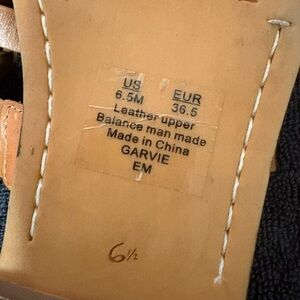 US EUR
6.5M 36.5
Leather upper
Balance man made
Made in China
GARVIE
EM
6½